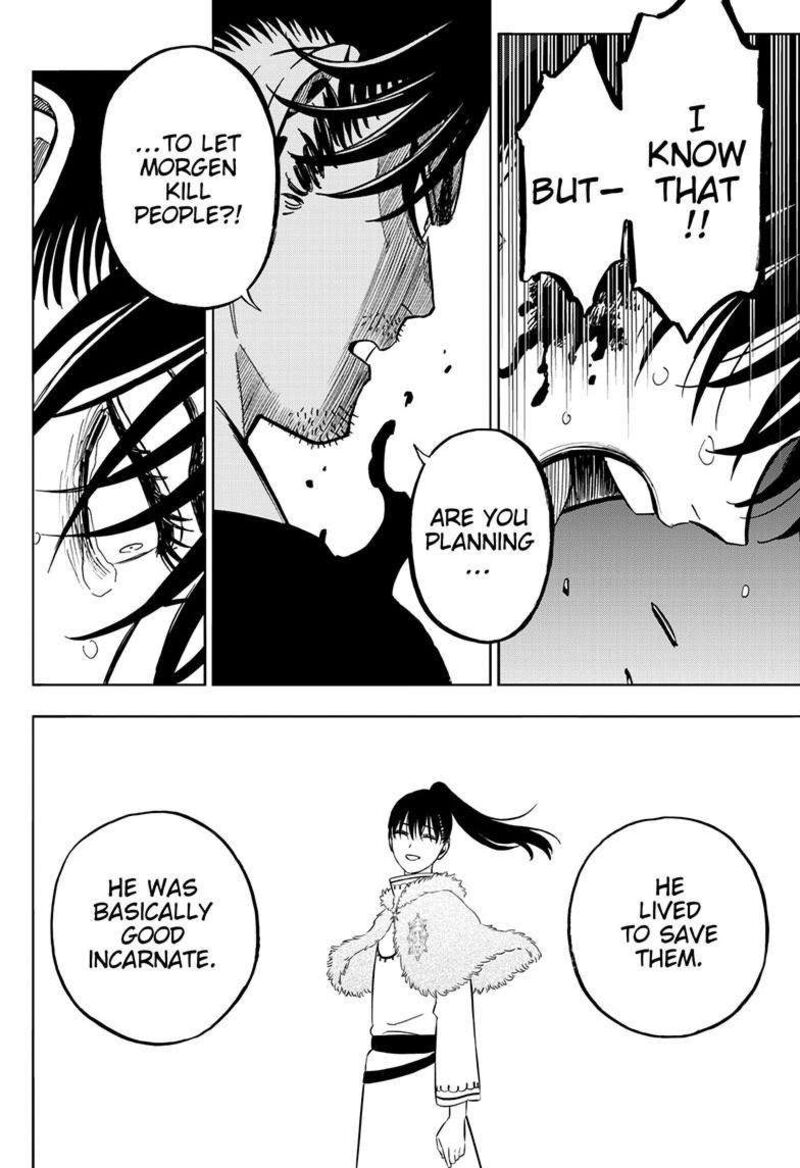 I
KNOW
THAT
!!
BUT-
ARE YOU
PLANNING
...
...TO LET
MORGEN
KILL
PEOPLE?!
HE
LIVED
TO SAVE
THEM.
HE WAS
BASICALLY
GOOD
INCARNATE.